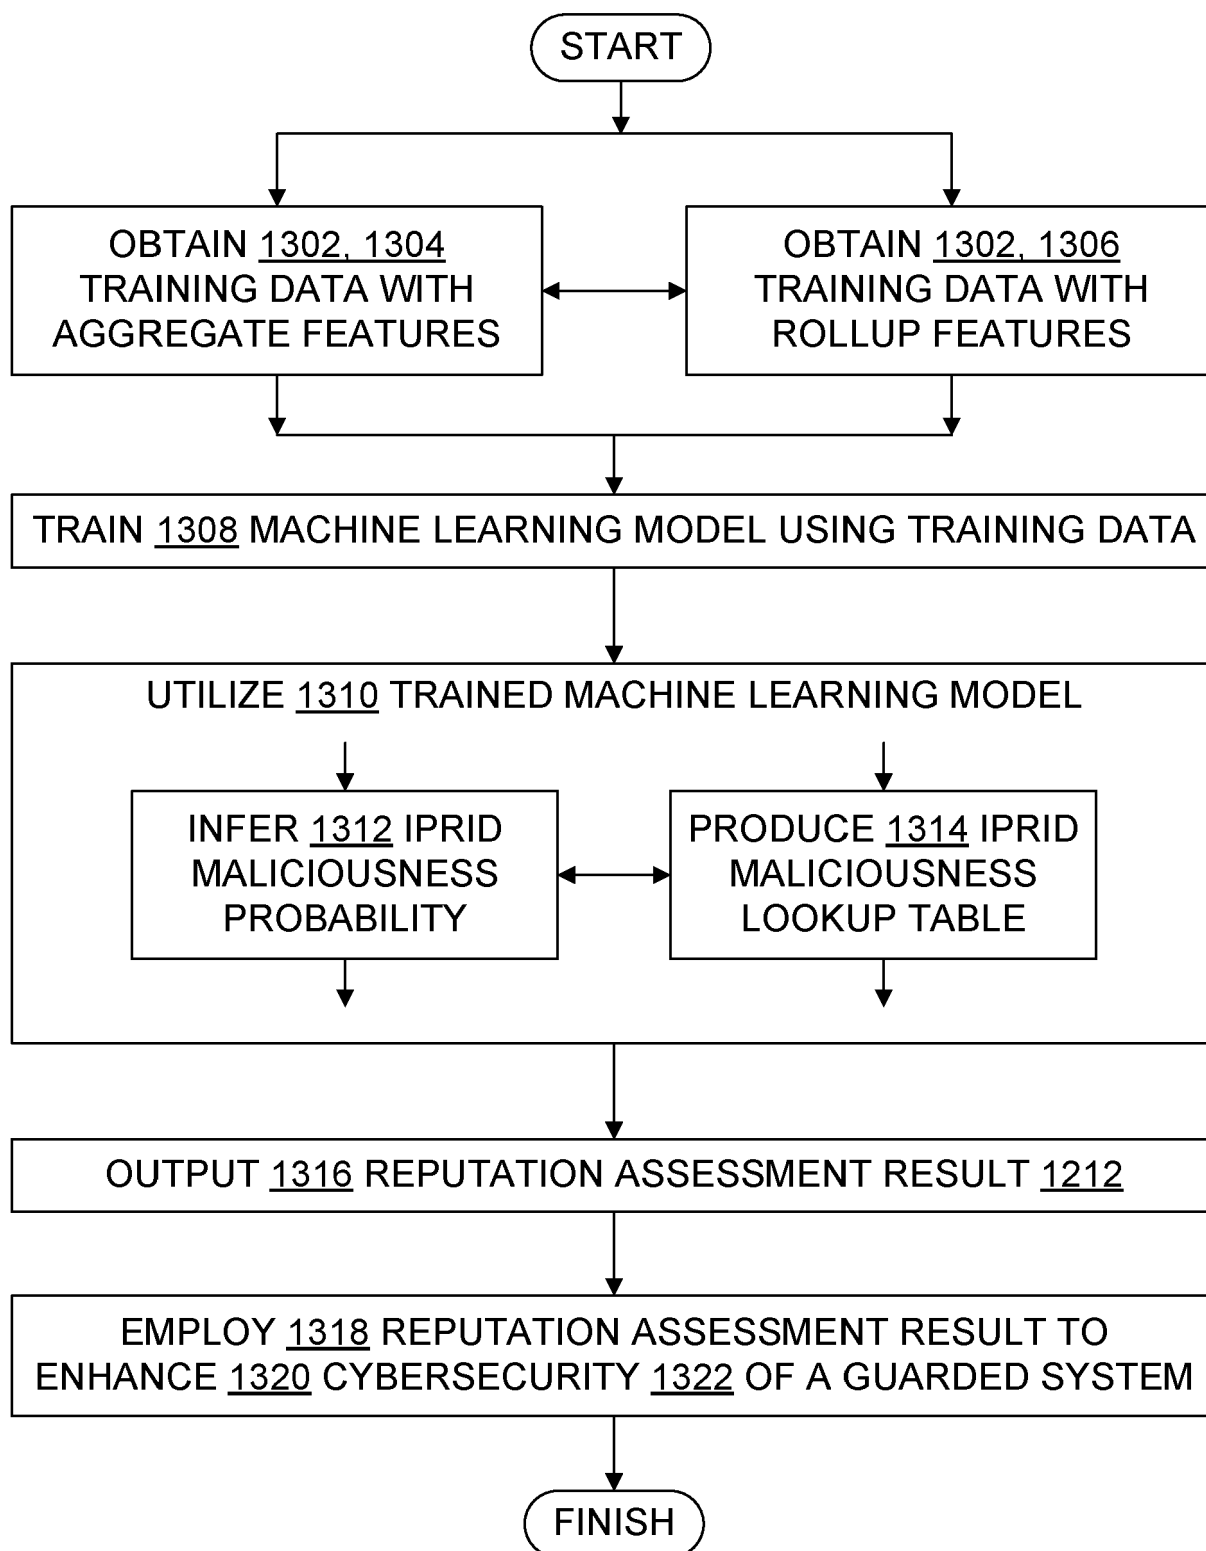 START
OBTAIN 1302, 1304
TRAINING DATA WITH
AGGREGATE FEATURES
OBTAIN 1302, 1306
TRAINING DATA WITH
ROLLUP FEATURES
TRAIN 1308 MACHINE LEARNING MODEL USING TRAINING DATA
UTILIZE 1310 TRAINED MACHINE LEARNING MODEL
INFER 1312 IPRID
MALICIOUSNESS
PROBABILITY
PRODUCE 1314 IPRID
MALICIOUSNESS
LOOKUP TABLE
OUTPUT 1316 REPUTATION ASSESSMENT RESULT 1212
EMPLOY 1318 REPUTATION ASSESSMENT RESULT TO
ENHANCE 1320 CYBERSECURITY 1322 OF A GUARDED SYSTEM
FINISH